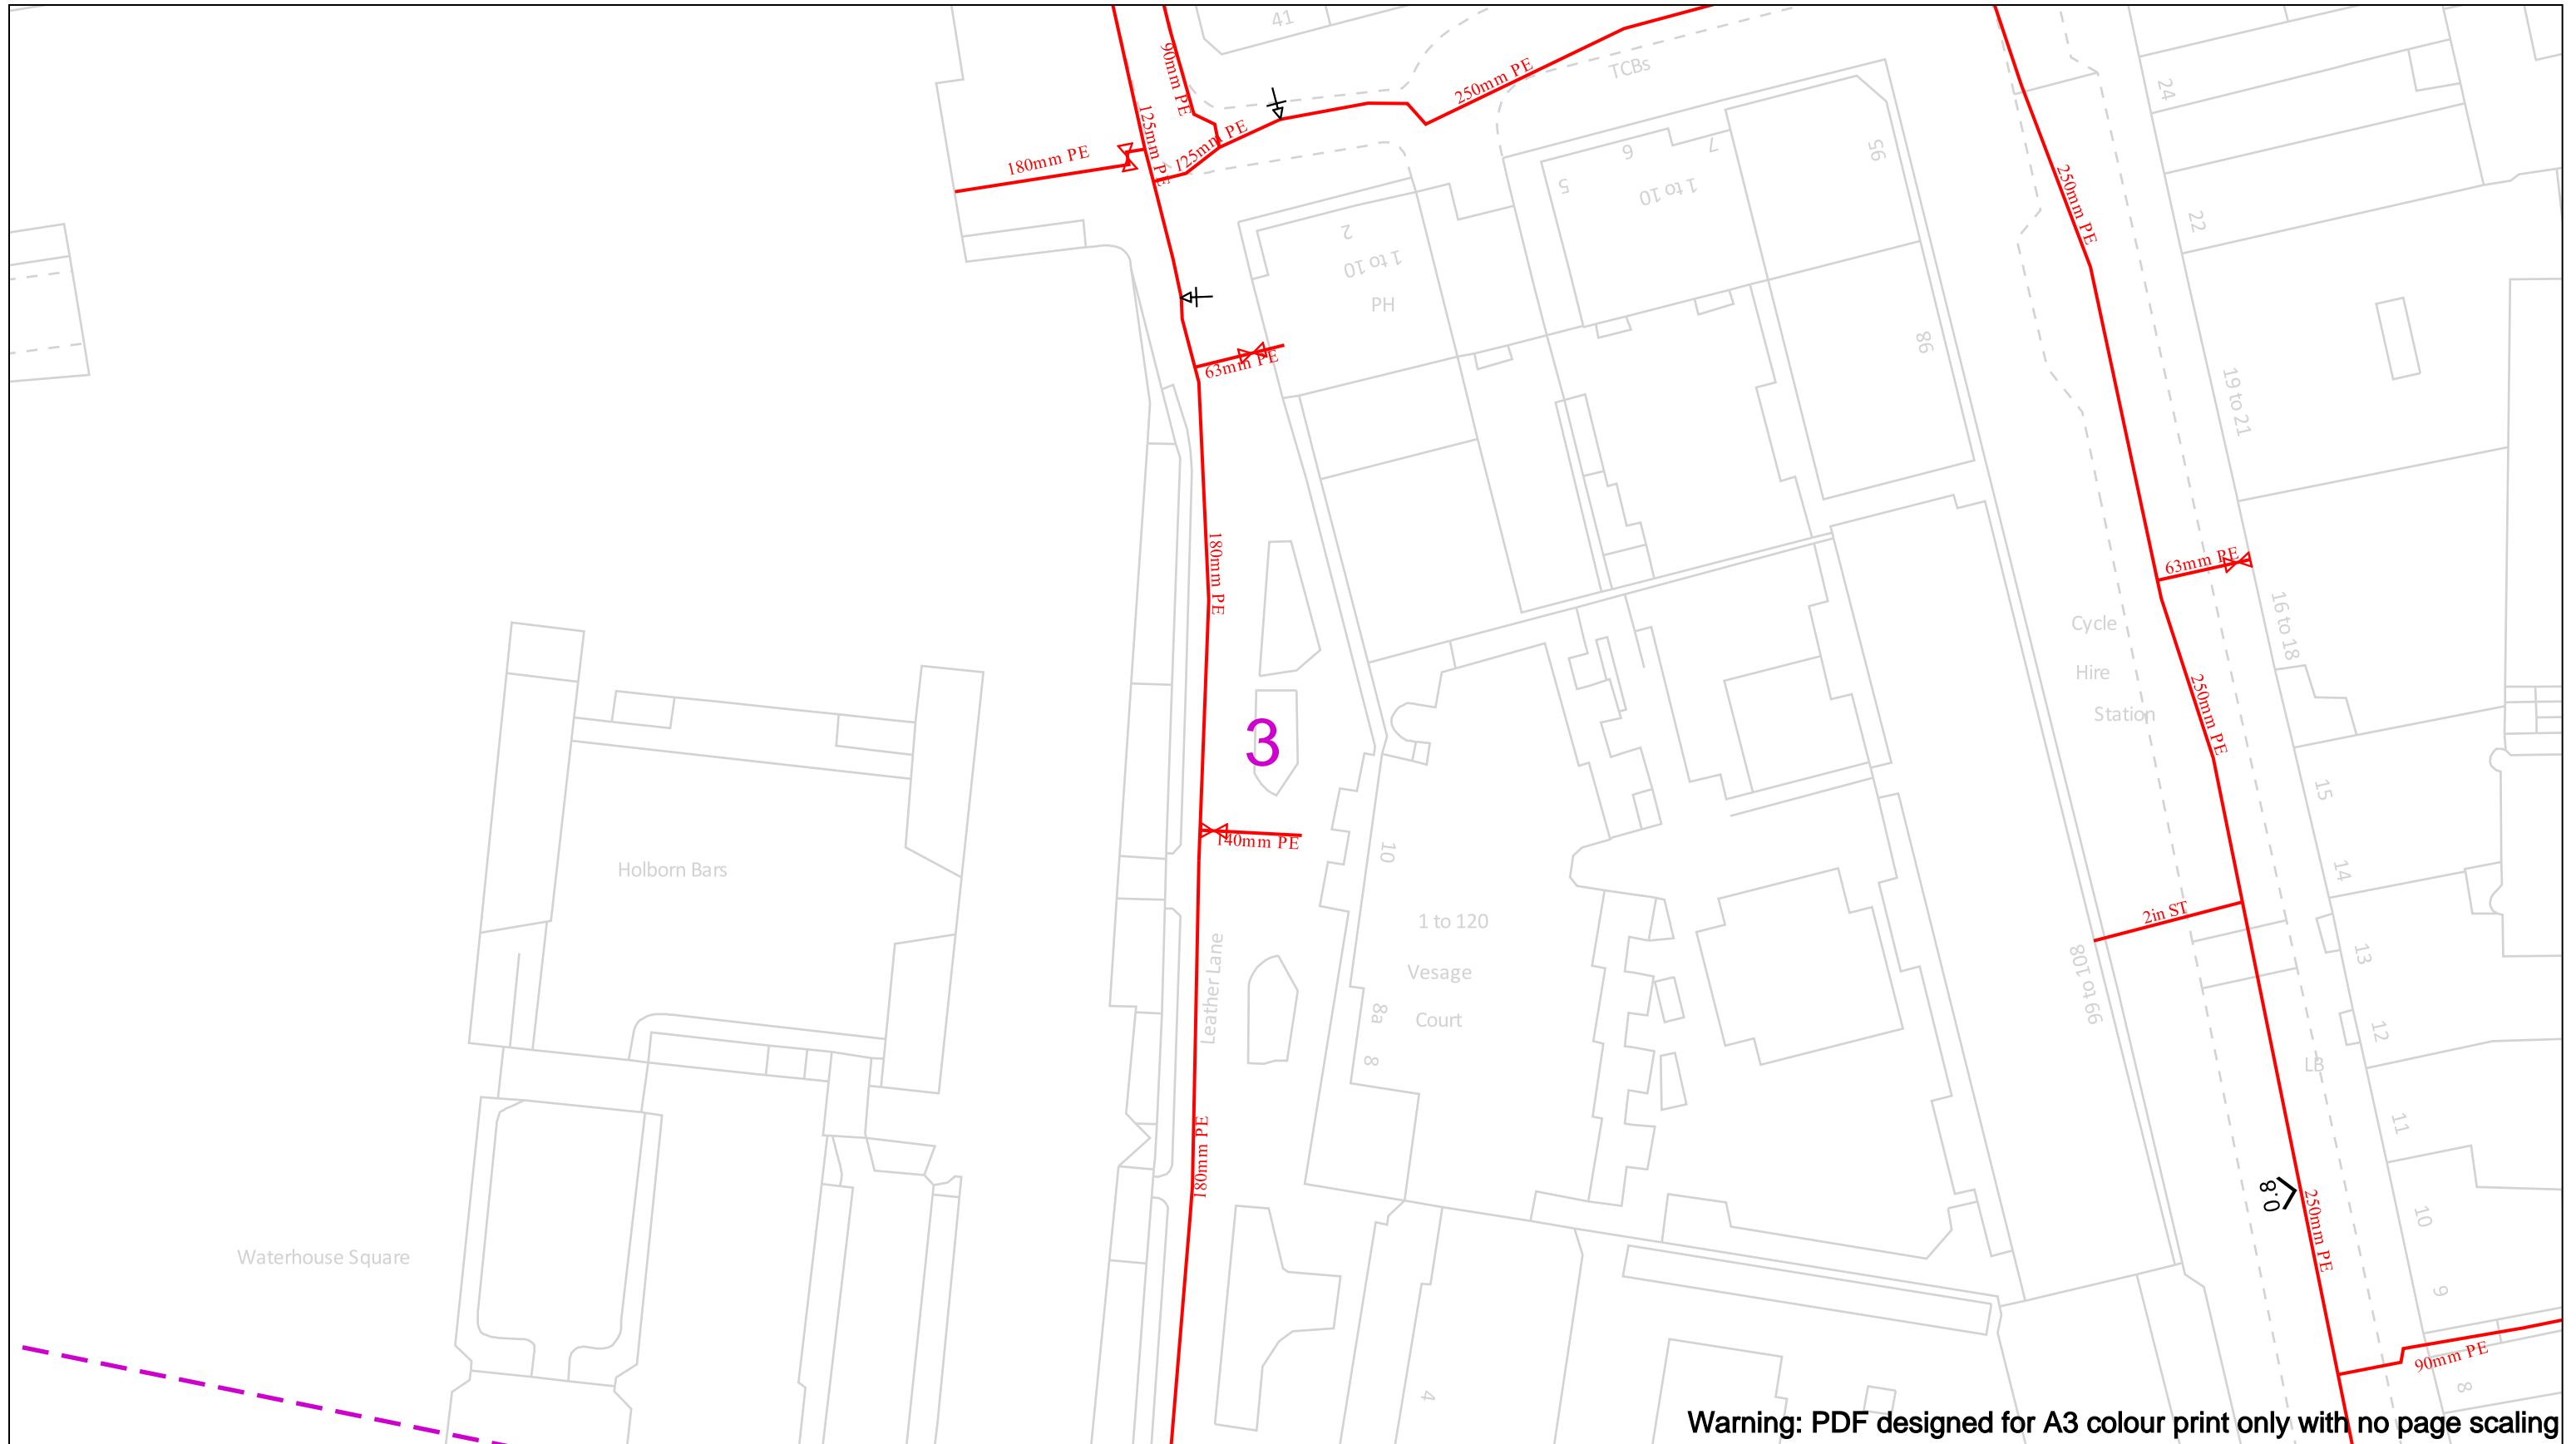 41
90mm PE
125mm PE
125mm PE
250mm PE
TCBs
180mm PE
24
5
6
7
1 to 10
95
2
1 to 10
PH
250mm PE
22
63mm PE
98
19 to 21
180mm PE
63mm PE
16 to 18
Cycle
Hire
Station
250mm PE
3
15
140mm PE
Holborn Bars
10
14
1 to 120
Vesage
Court
2in ST
Leather Lane
13
99 to 108
8a
8
12
LB
11
180mm PE
0.8
250mm PE
10
Waterhouse Square
9
90mm PE
8
4
Warning: PDF designed for A3 colour print only with no page scaling